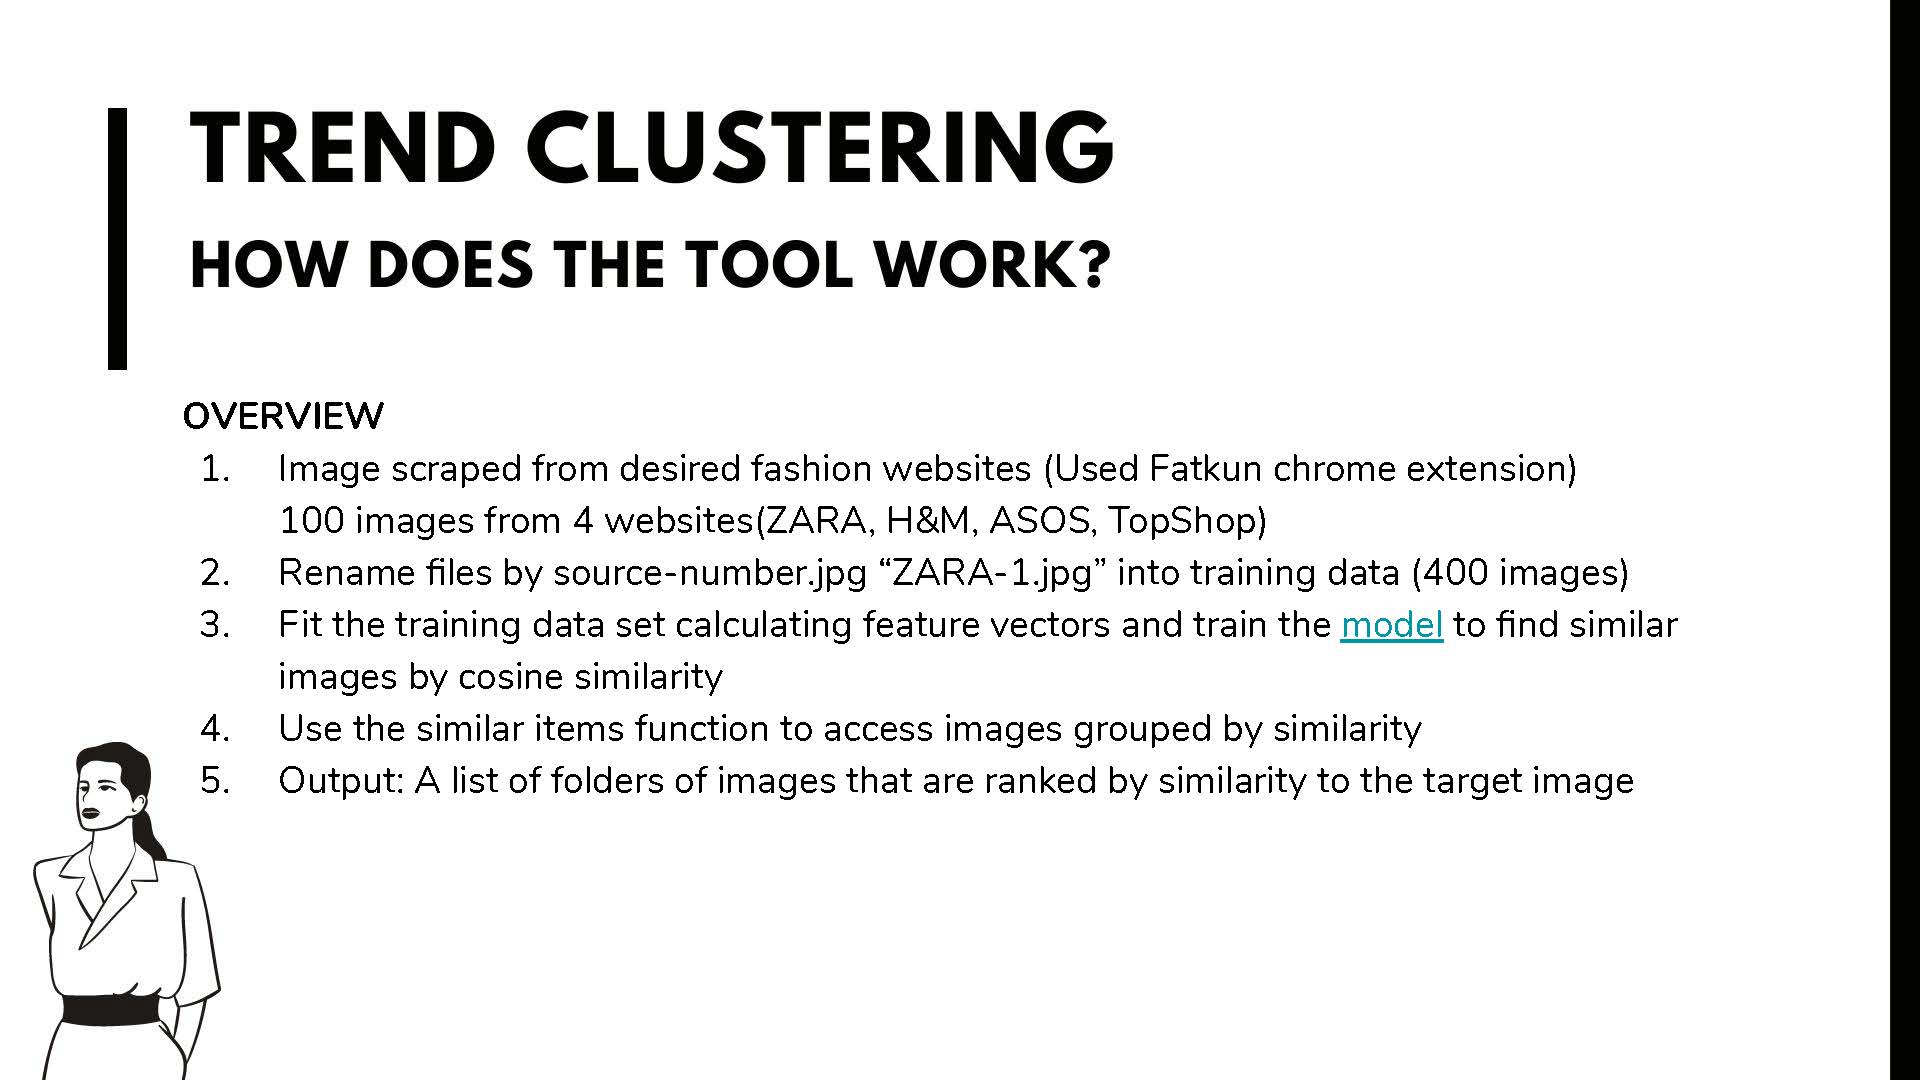 TREND CLUSTERING
HOW DOES THE TOOL WORK?
OVERVIEW
1. Image scraped from desired fashion websites (Used Fatkun chrome extension)
100 images from 4 websites(ZARA, H&M, ASOS, TopShop)
2. Rename files by source-number.jpg “ZARA-1.jpg” into training data (400 images)
3. Fit the training data set calculating feature vectors and train the model to find similar
images by cosine similarity
4. Use the similar items function to access images grouped by similarity
5. Output: A list of folders of images that are ranked by similarity to the target image